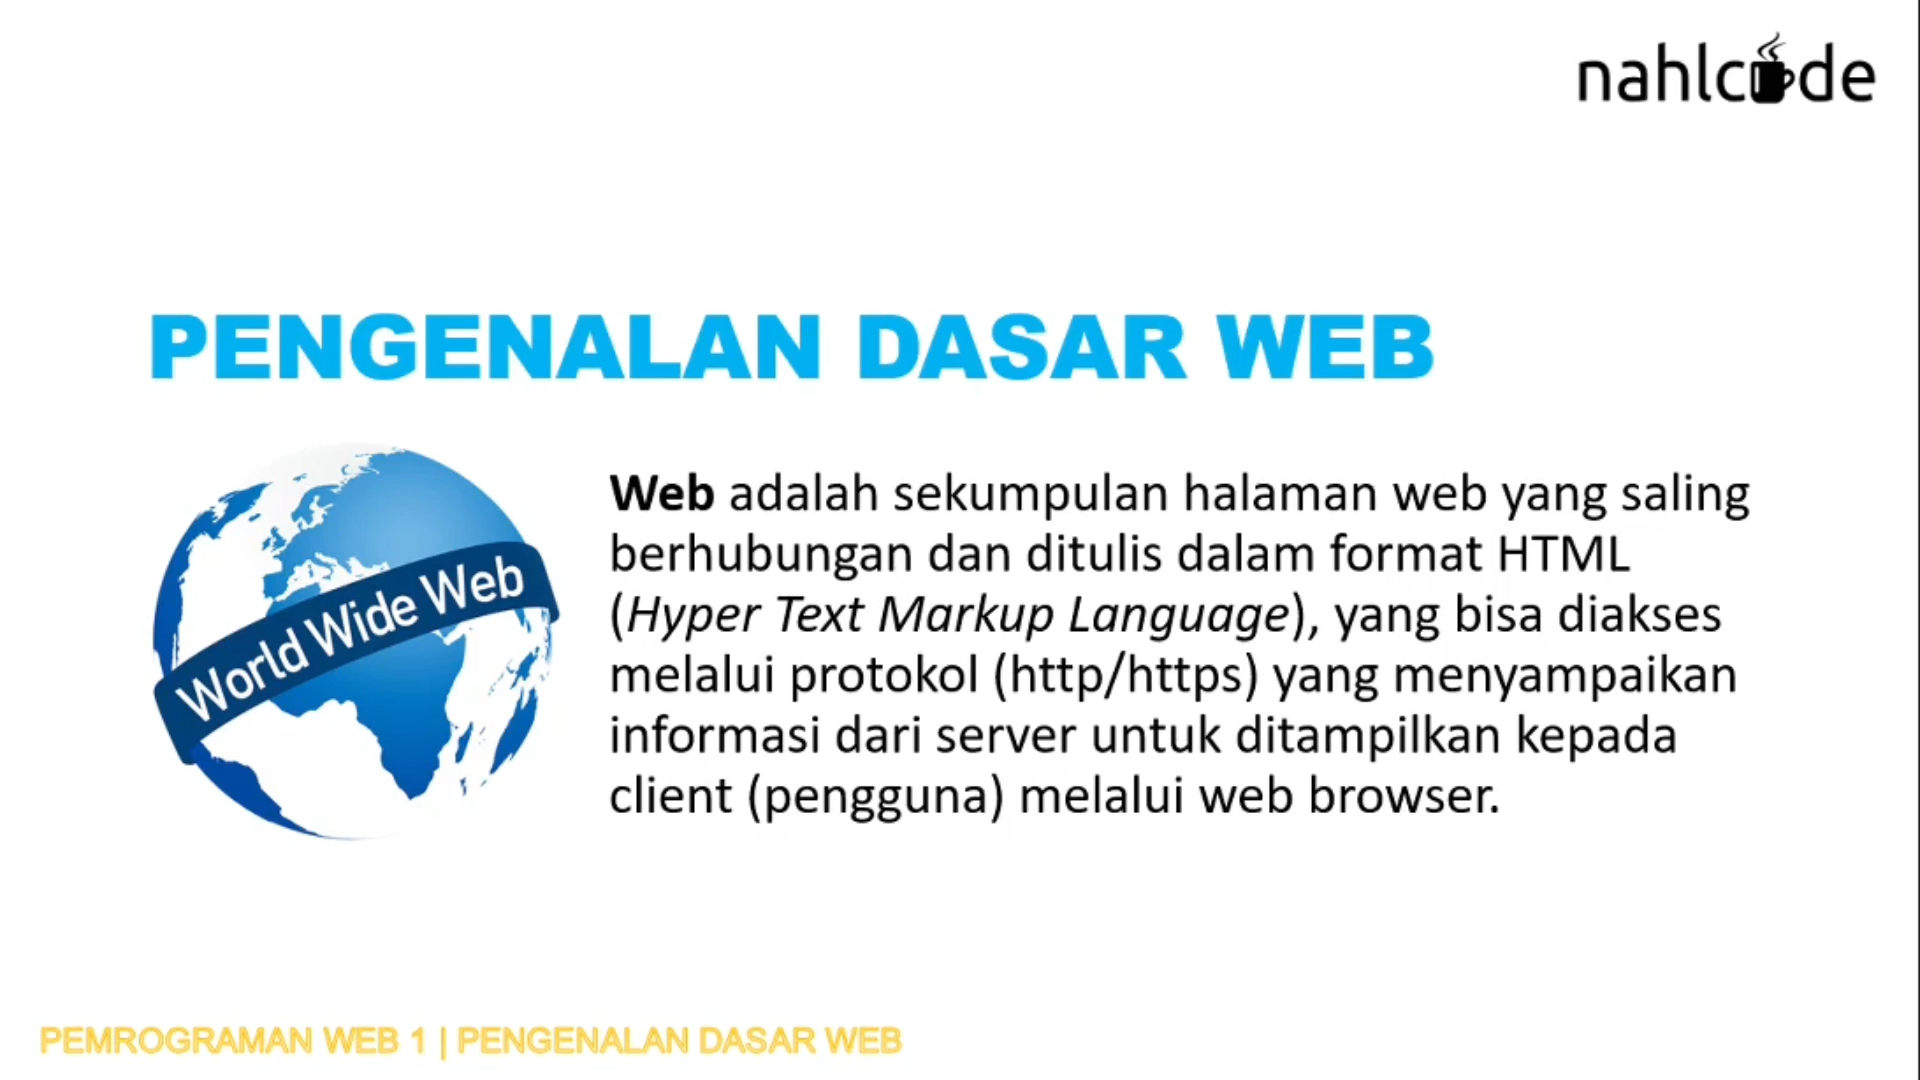 nahlcode
PENGENALAN DASAR WEB
World Wide Web
Web adalah sekumpulan halaman web yang saling
berhubungan dan ditulis dalam format HTML
(Hyper Text Markup Language), yang bisa diakses
melalui protokol (http/https) yang menyampaikan
informasi dari server untuk ditampilkan kepada
client (pengguna) melalui web browser.
PEMROGRAMAN WEB 1 | PENGENALAN DASAR WEB